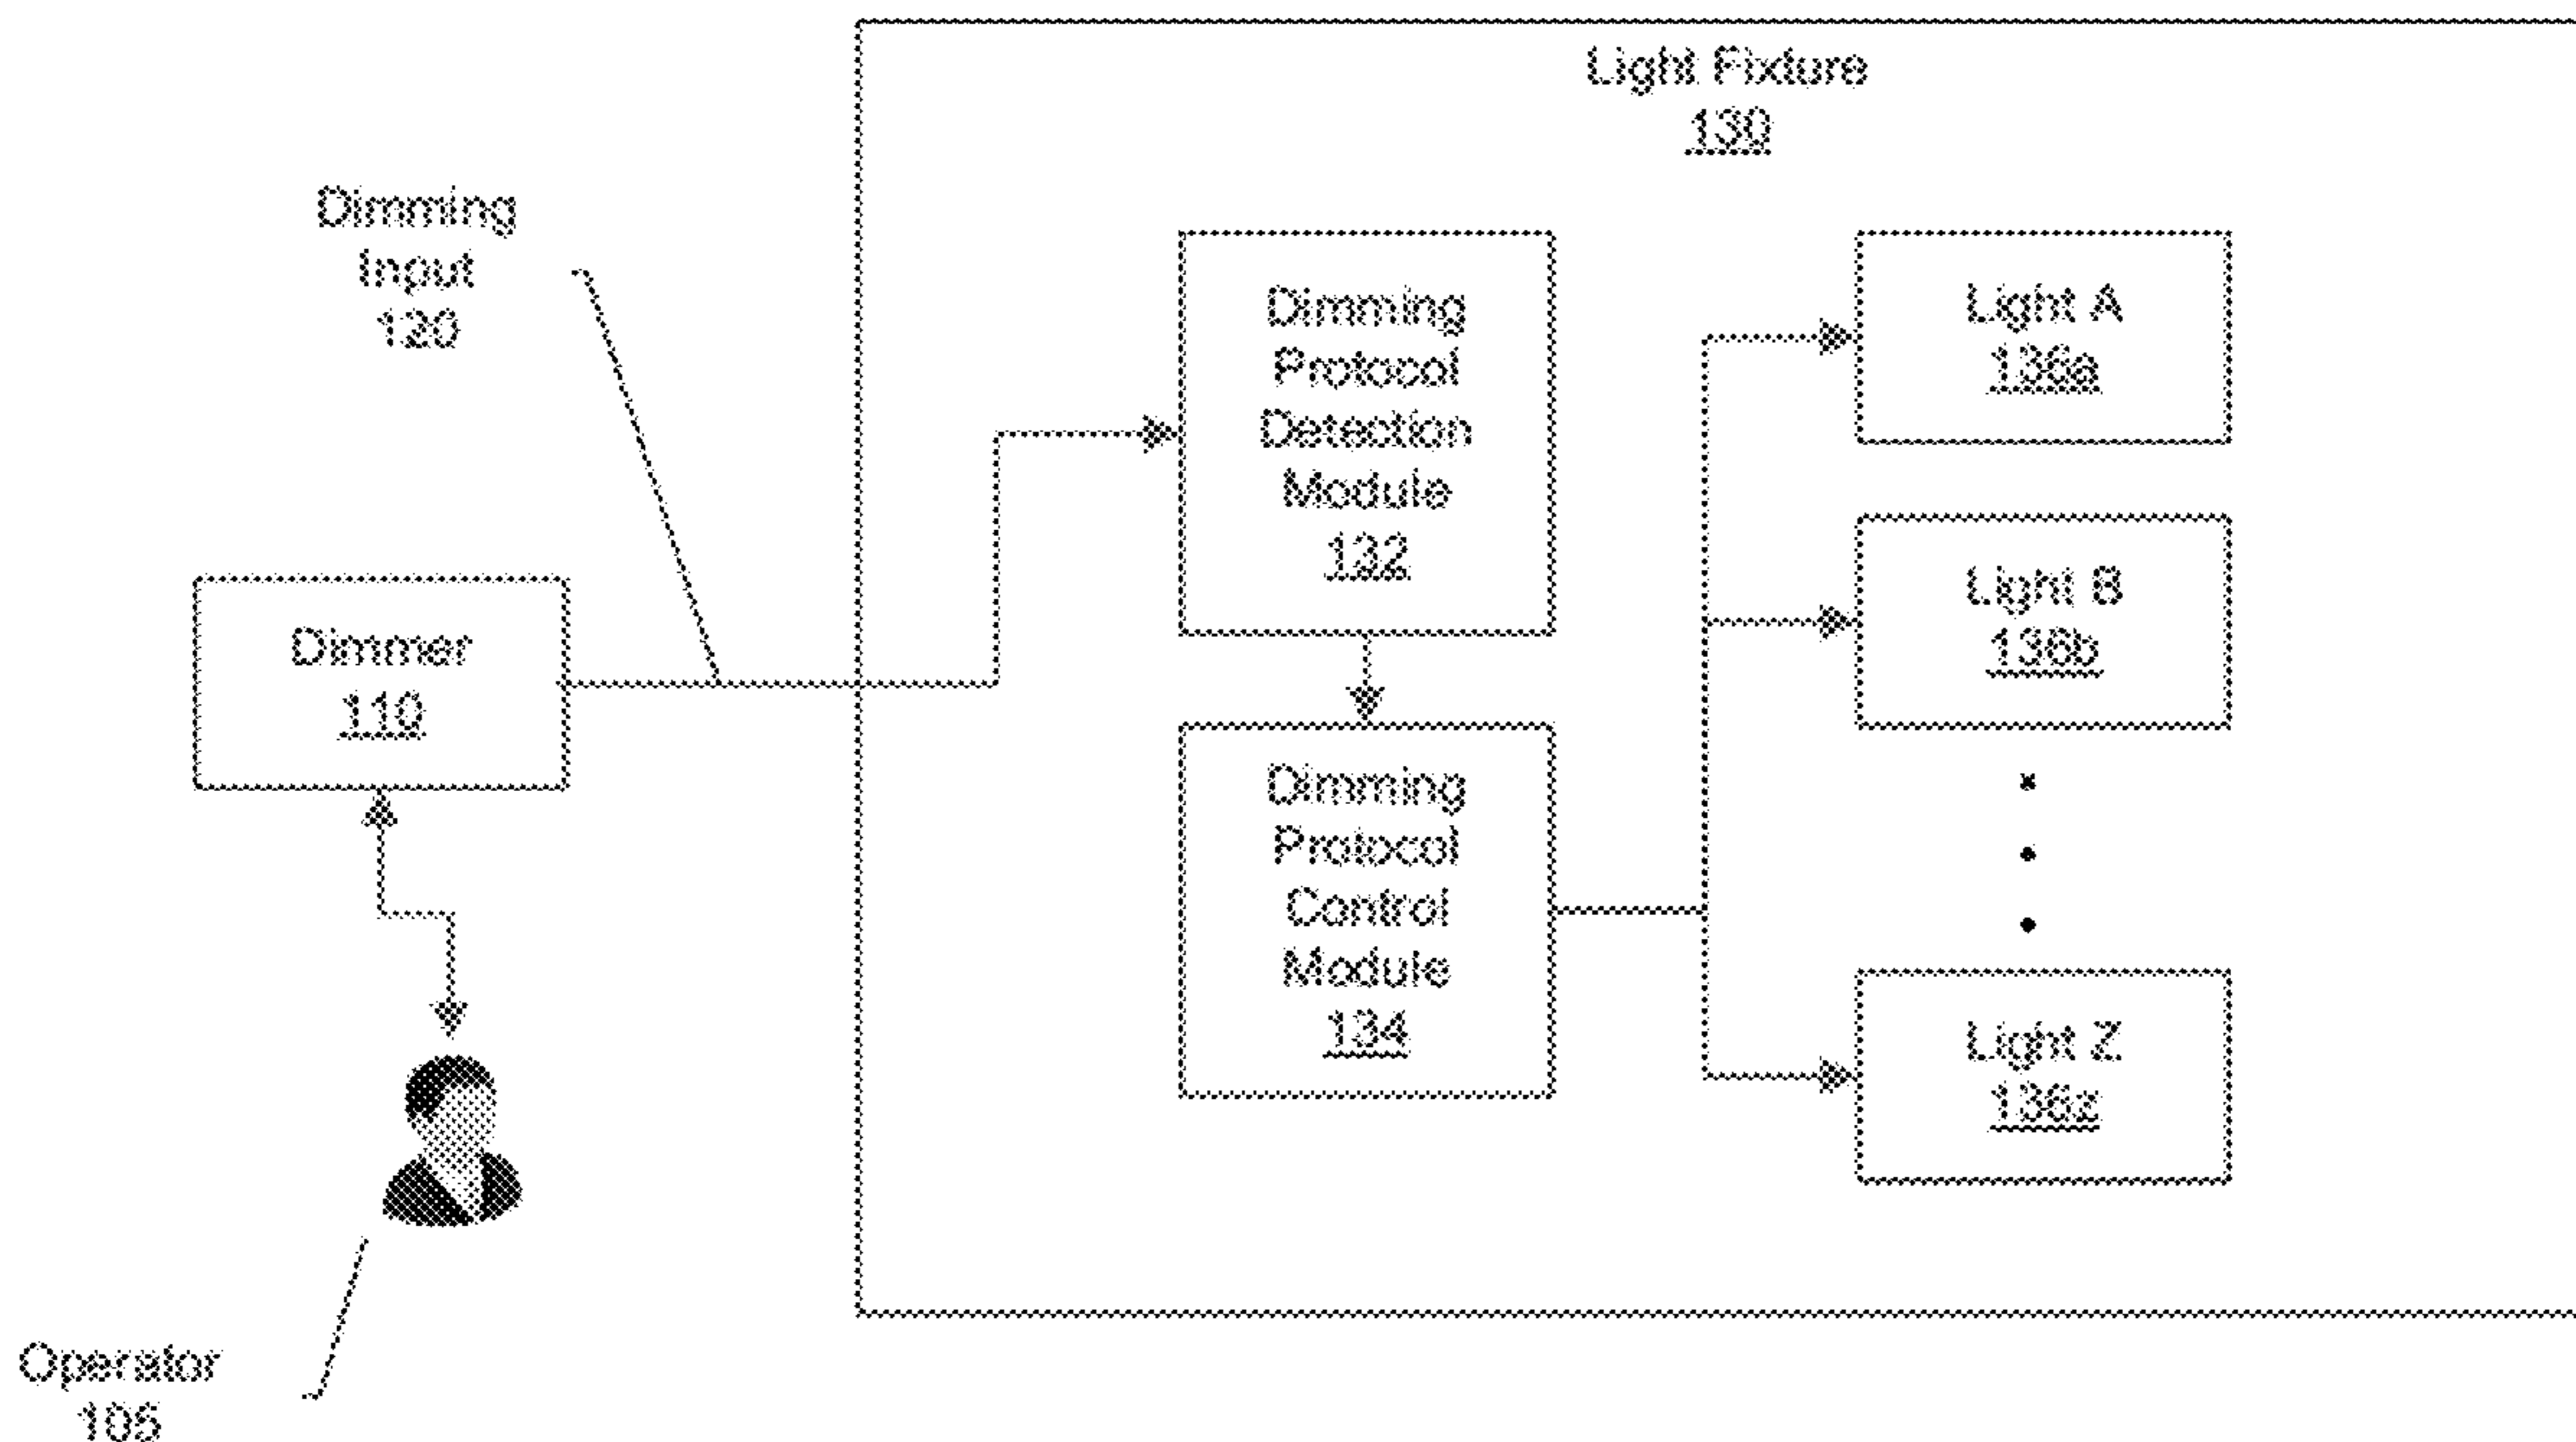 Light Fixture
130
Dimming
Input
120
Dimming
Protocol
Detection
Module
132
Light A
136a
Light B
136b
Dimmer
110
Dimming
Protocol
Control
Module
134
Light Z
136z
Operator
105